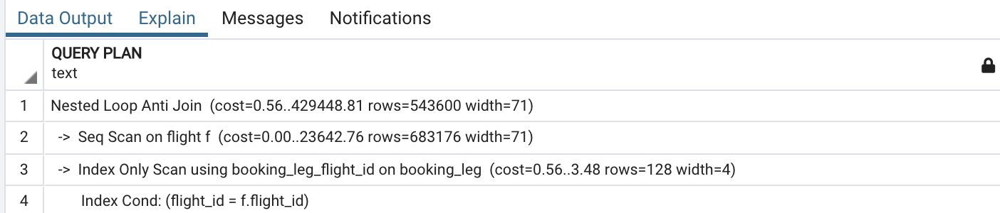 Data Output Explain Messages Notifications
QUERY PLAN
text
1 Nested Loop Anti Join (cost=0.56..429448.81 rows=543600 width=71)
2 -> Seq Scan on flight f (cost=0.00..23642.76 rows=683176 width=71)
3 -> Index Only Scan using booking_leg_flight_id on booking_leg (cost=0.56..3.48 rows=128 width=4)
4 Index Cond: (flight_id = f.flight_id)